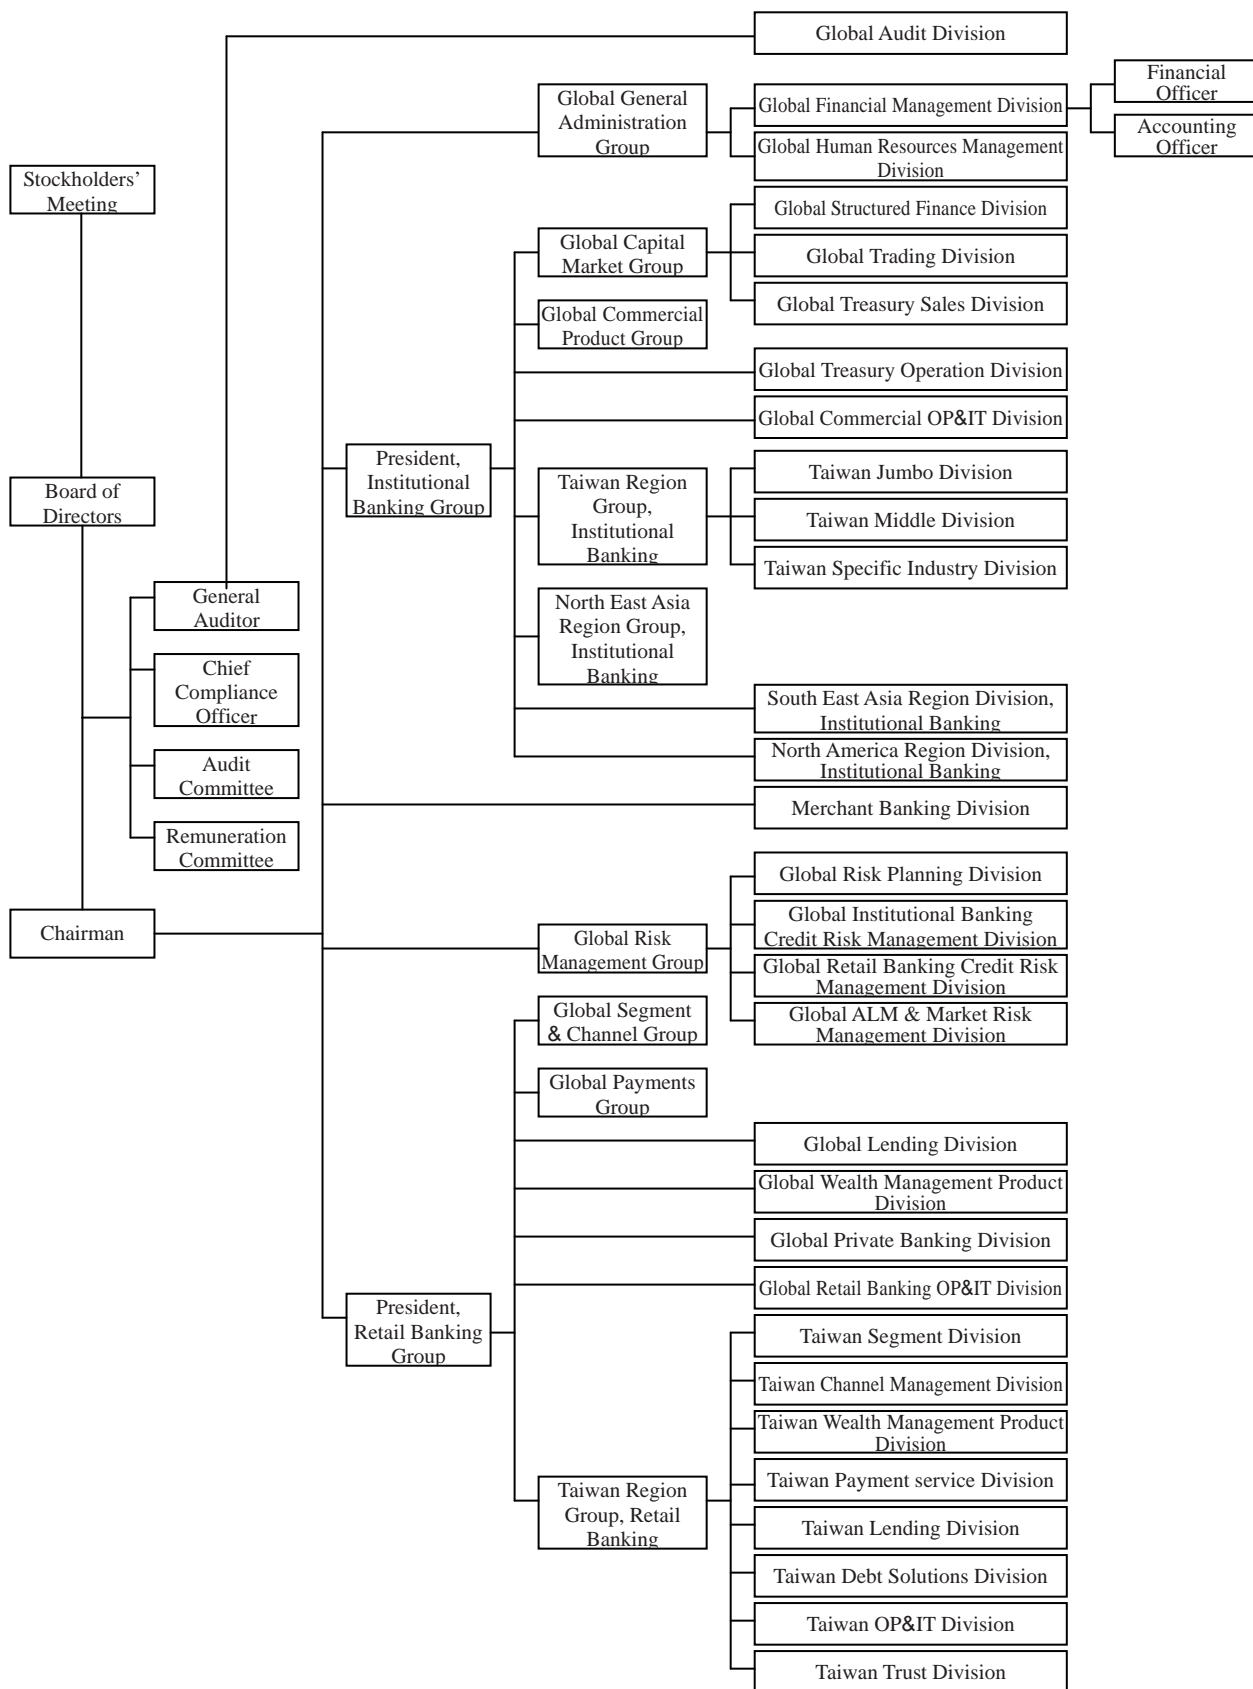 Global Audit Division
Financial
Officer
Global General
Administration
Group
Global Financial Management Division
Accounting
Officer
Global Human Resources Management
Division
Stockholders’
Meeting
Global Structured Finance Division
Global Capital
Market Group
Global Trading Division
Global Treasury Sales Division
Global Commercial
Product Group
Global Treasury Operation Division
Global Commercial OP&IT Division
President,
Institutional
Banking Group
Taiwan Region
Group,
Institutional
Banking
Taiwan Jumbo Division
Taiwan Middle Division
Taiwan Specific Industry Division
Board of
Directors
General
Auditor
North East Asia
Region Group,
Institutional
Banking
Chief
Compliance
Officer
South East Asia Region Division,
Institutional Banking
North America Region Division,
Institutional Banking
Audit
Committee
Merchant Banking Division
Remuneration
Committee
Global Risk Planning Division
Chairman
Global Institutional Banking
Credit Risk Management Division
Global Risk
Management Group
Global Retail Banking Credit Risk
Management Division
Global ALM & Market Risk
Management Division
Global Segment
& Channel Group
Global Payments
Group
Global Lending Division
Global Wealth Management Product
Division
Global Private Banking Division
Global Retail Banking OP&IT Division
President,
Retail Banking
Group
Taiwan Segment Division
Taiwan Channel Management Division
Taiwan Wealth Management Product
Division
Taiwan Region
Group, Retail
Banking
Taiwan Payment service Division
Taiwan Lending Division
Taiwan Debt Solutions Division
Taiwan OP&IT Division
Taiwan Trust Division